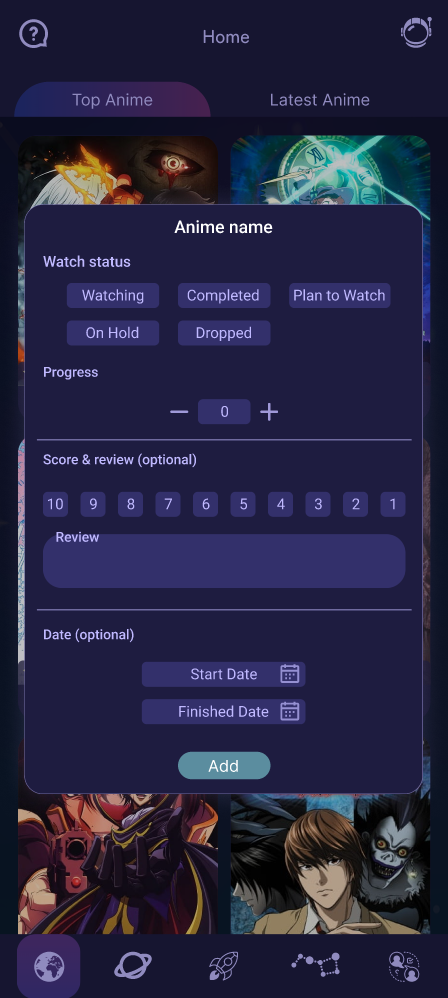 ?
Home
Top Anime Latest Anime
XII
Anime name
Watch status
Watching Completed Plan to Watch
On Hold Dropped
Progress
0
Score & review (optional)
10 9 8 7 6 5 4 3 2 1
Review
Date (optional)
Start Date
Finished Date
Add